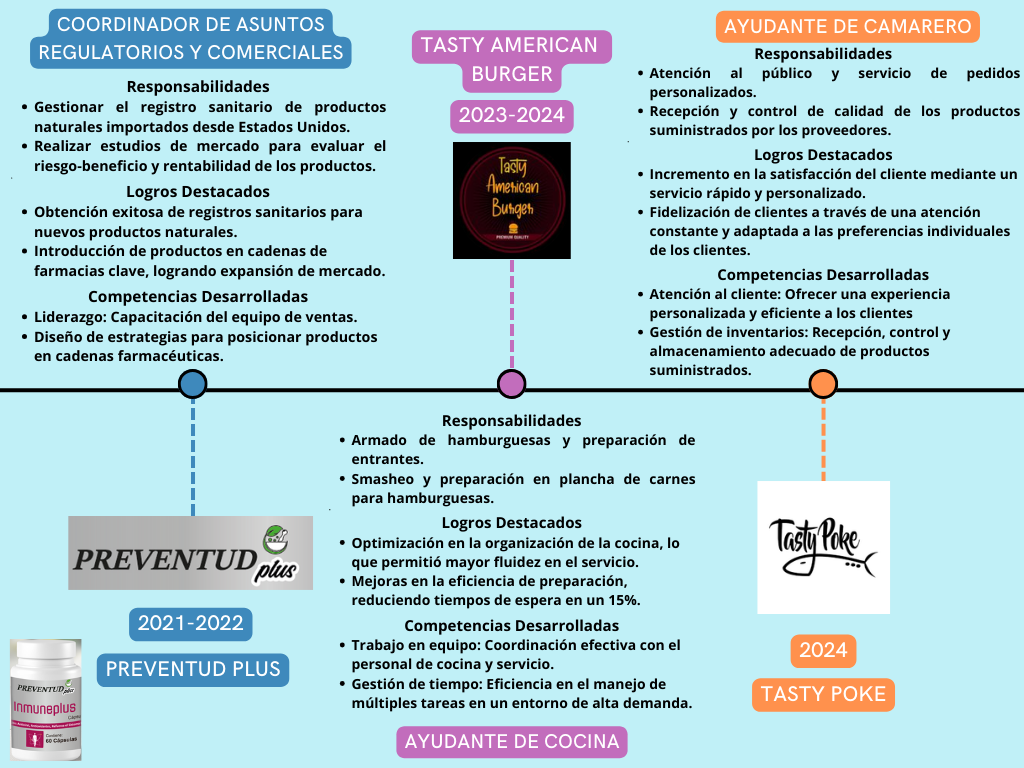 COORDINADOR DE ASUNTOS
REGULATORIOS Y COMERCIALES
Responsabilidades
• Gestionar el registro sanitario de productos
naturales importados desde Estados Unidos.
• Realizar estudios de mercado para evaluar el
riesgo-beneficio y rentabilidad de los productos.
Logros Destacados
• Obtención exitosa de registros sanitarios para
nuevos productos naturales.
• Introducción de productos en cadenas de
farmacias clave, logrando expansión de mercado.
Competencias Desarrolladas
• Liderazgo: Capacitación del equipo de ventas.
• Diseño de estrategias para posicionar productos
en cadenas farmacéuticas.
PREVENTUD
plus
2021-2022
PREVENTUD PLUS
PREVENTUD
plus
Inmuneplus
60 Cápsulas
TASTY AMERICAN
BURGER
2023-2024
Tasty
American
Burger
PREMIUM QUALITY
Responsabilidades
• Armado de hamburguesas y preparación de
entrantes.
• Smasheo y preparación en plancha de carnes
para hamburguesas.
Logros Destacados
• Optimización en la organización de la cocina, lo
que permitió mayor fluidez en el servicio.
• Mejoras en la eficiencia de preparación,
reduciendo tiempos de espera en un 15%.
Competencias Desarrolladas
• Trabajo en equipo: Coordinación efectiva con el
personal de cocina y servicio.
• Gestión de tiempo: Eficiencia en el manejo de
múltiples tareas en un entorno de alta demanda.
AYUDANTE DE COCINA
AYUDANTE DE CAMARERO
Responsabilidades
• Atención al público y servicio de pedidos
personalizados.
• Recepción y control de calidad de los productos
suministrados por los proveedores.
Logros Destacados
• Incremento en la satisfacción del cliente mediante un
servicio rápido y personalizado.
• Fidelización de clientes a través de una atención
constante y adaptada a las preferencias individuales
de los clientes.
Competencias Desarrolladas
• Atención al cliente: Ofrecer una experiencia
personalizada y eficiente a los clientes
• Gestión de inventarios: Recepción, control y
almacenamiento adecuado de productos
suministrados.
Tasty Poke
2024
TASTY POKE